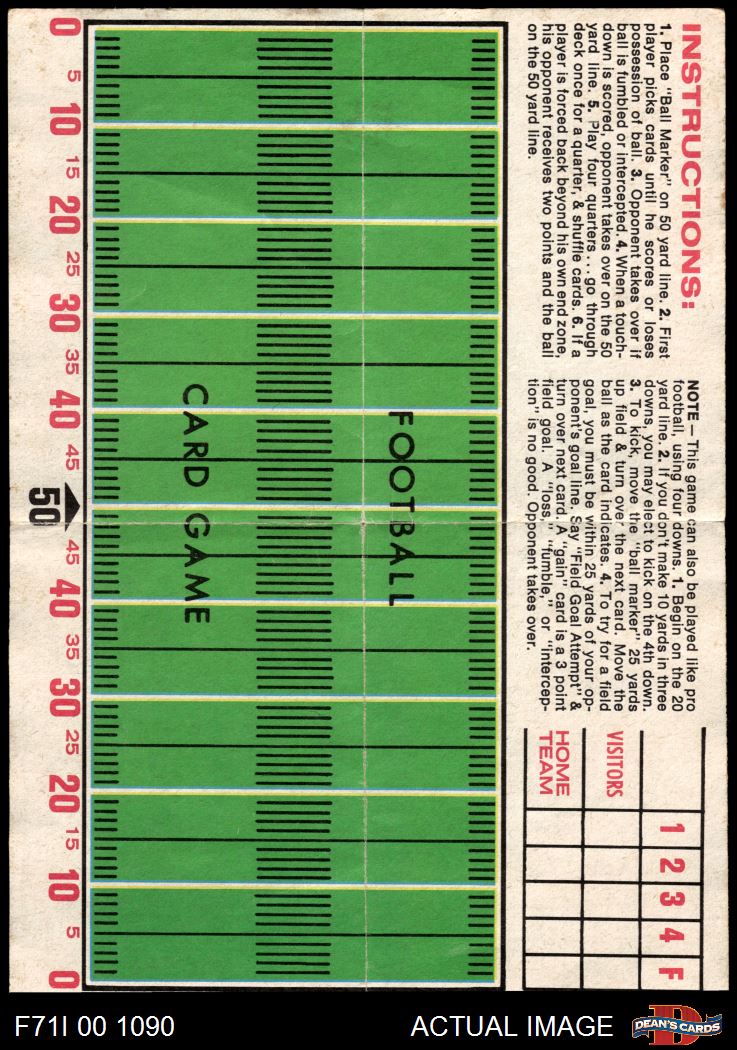 INSTRUCTIONS:
1. Place "Ball Marker" on 50 yard line. 2. First
player picks cards until he scores or loses
possession of ball. 3. Opponent takes over if
ball is fumbled or intercepted. 4. When a touch-
down is scored, opponent takes over on the 50
yard line. 5. Play four quarters ... go through
deck once for a quarter, & shuffle cards. 6. If a
player is forced back beyond his own end zone,
his opponent receives two points and the ball
on the 50 yard line.
NOTE — This game can also be played like pro
football, using four downs. 1. Begin on the 20
yard line. 2. If you don't make 10 yards in three
downs, you may elect to kick on the 4th down.
3. To kick, move the "ball marker" 25 yards
up field & turn over the next card. Move the
ball as the card indicates. 4. To try for a field
goal, you must be within 25 yards of your op-
ponent's goal line. Say "Field Goal Attempt" &
turn over next card. A "gain" card is a 3 point
field goal. A "loss," "fumble," or "intercep-
tion" is no good. Opponent takes over.
1 2 3 4 F
VISITORS
HOME
TEAM
FOOTBALL
CARD GAME
0 5 10 15 20 25 30 35 40 45 50 45 40 35 30 25 20 15 10 5 0
F71I 00 1090
ACTUAL IMAGE
D
DEAN'S CARDS